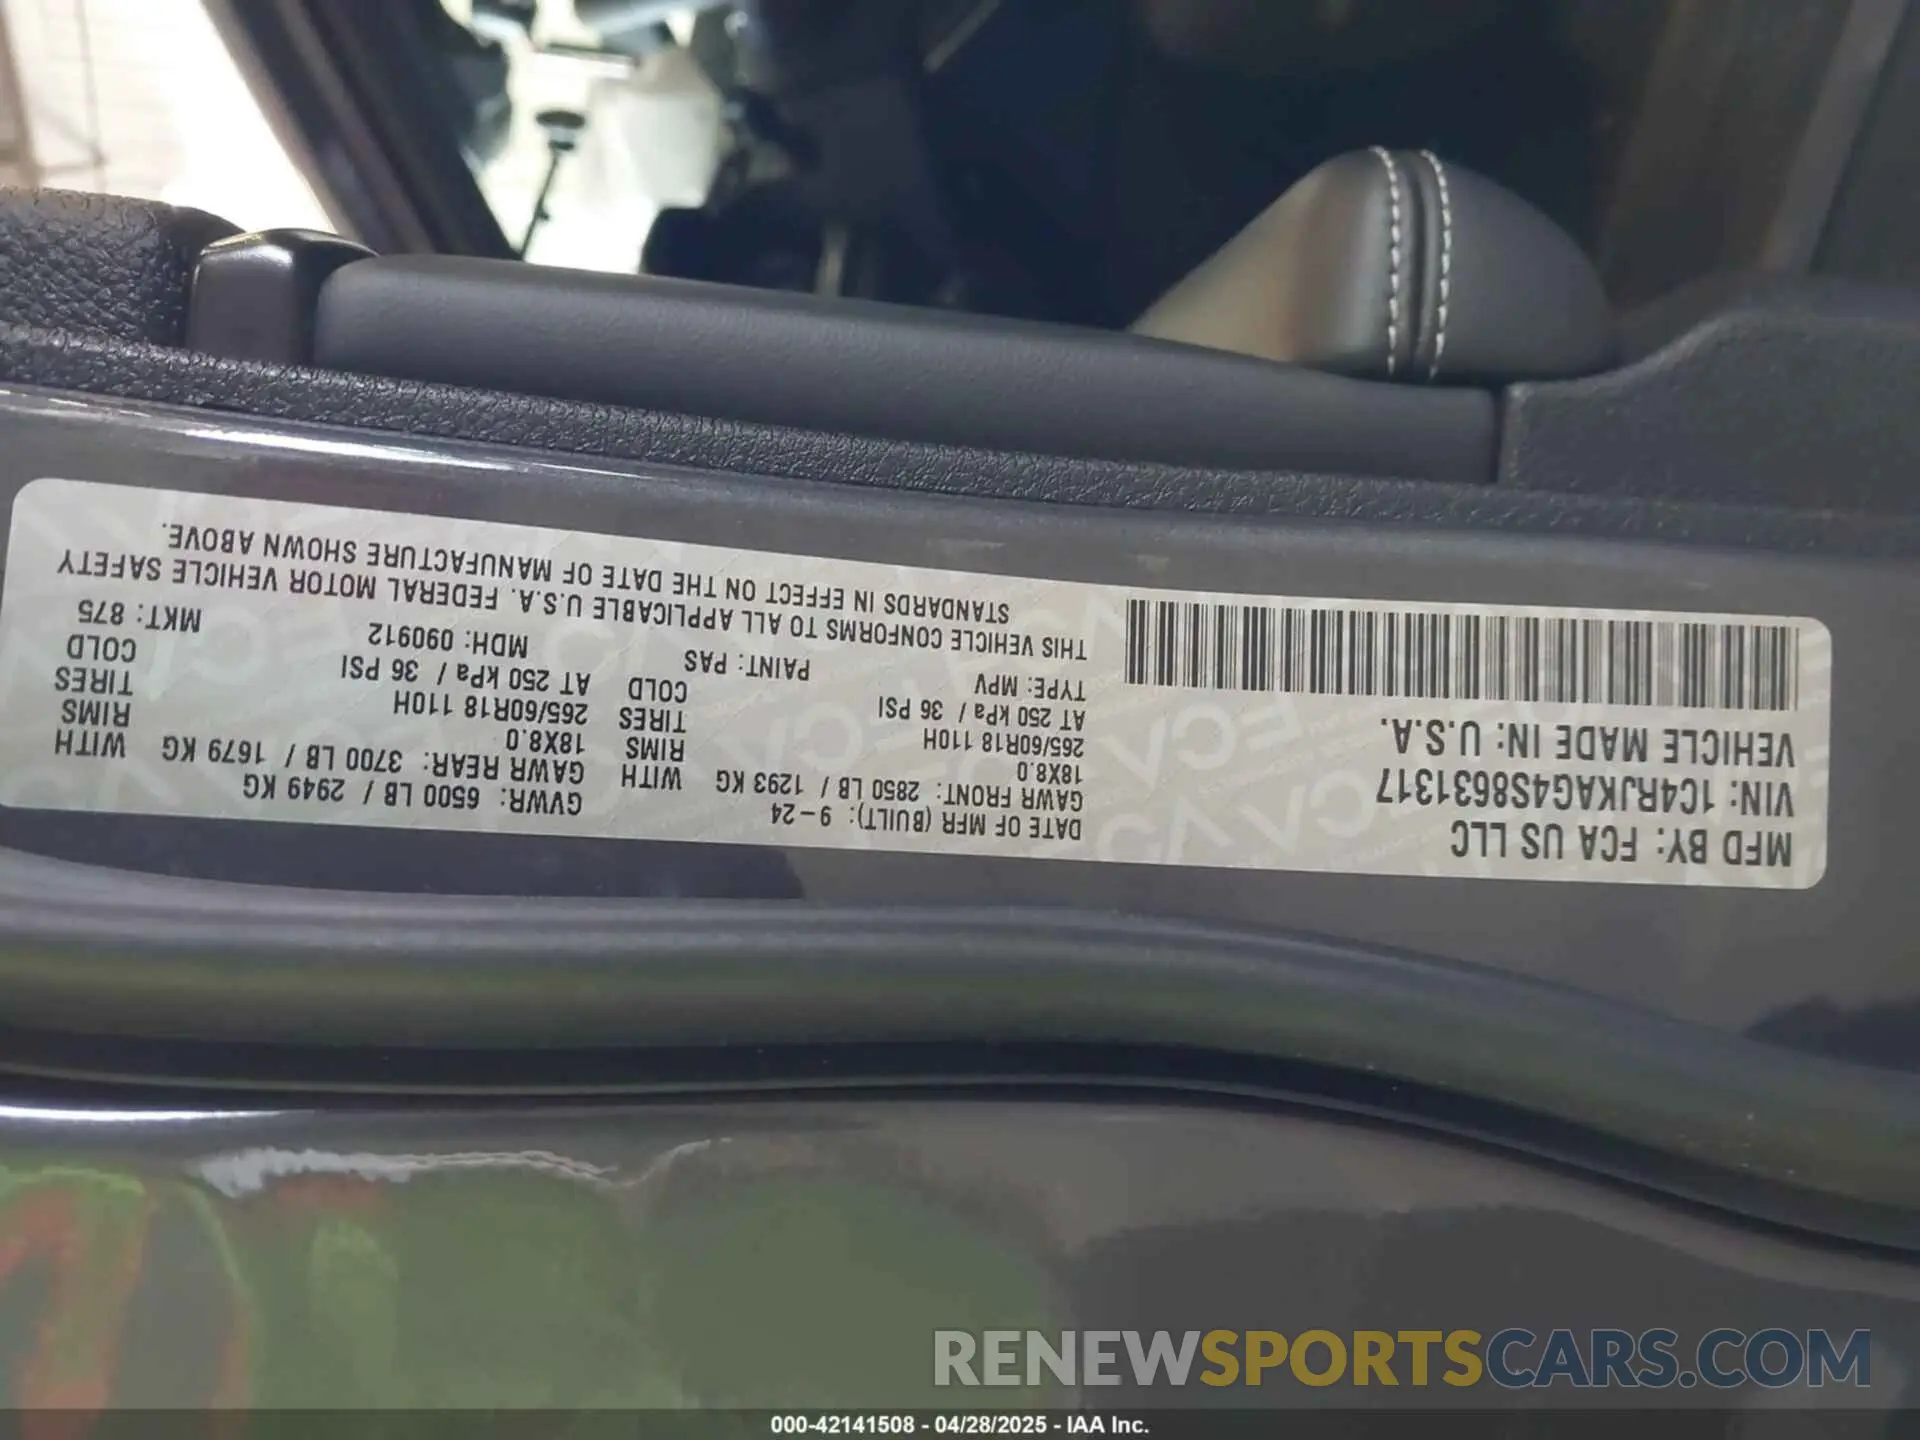 MFD BY: FCA US LLC
VIN: 1C4RJKAG4S8631317
VEHICLE MADE IN: U.S.A.
DATE OF MFR (BUILT): 9-24
GVWR: 6500 LB / 2949 KG
GAWR FRONT: 2850 LB / 1293 KG WITH
GAWR REAR: 3700 LB / 1679 KG WITH
18X8.0 RIMS
18X8.0 RIMS
265/60R18 110H TIRES
265/60R18 110H TIRES
AT 250 kPa / 36 PSI COLD
AT 250 kPa / 36 PSI COLD
TYPE: MPV PAINT: PAS MDH: 090912 MKT: 875
THIS VEHICLE CONFORMS TO ALL APPLICABLE U.S.A. FEDERAL MOTOR VEHICLE SAFETY
STANDARDS IN EFFECT ON THE DATE OF MANUFACTURE SHOWN ABOVE.
RENEWSPORTSCARS.COM
000-42141508 - 04/28/2025 - IAA Inc.